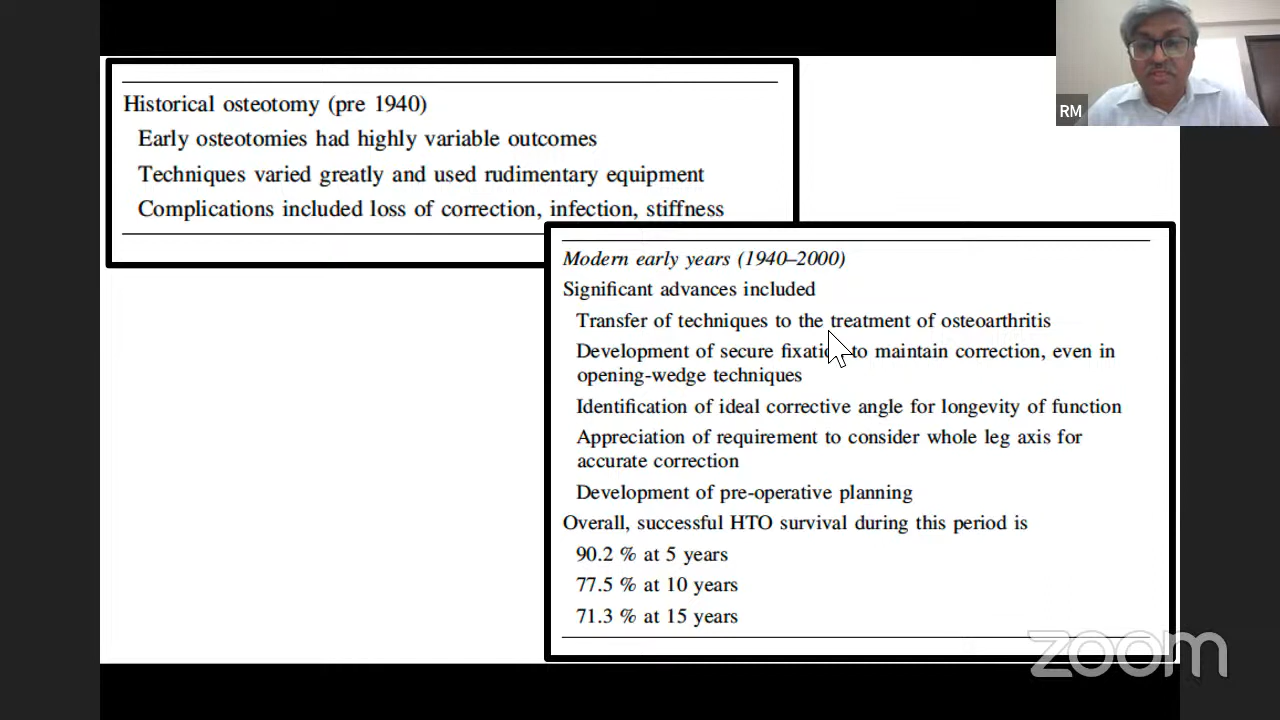 Historical osteotomy (pre 1940)
Early osteotomies had highly variable outcomes
Techniques varied greatly and used rudimentary equipment
Complications included loss of correction, infection, stiffness
RM
Modern early years (1940–2000)
Significant advances included
Transfer of techniques to the treatment of osteoarthritis
Development of secure fixation to maintain correction, even in
opening-wedge techniques
Identification of ideal corrective angle for longevity of function
Appreciation of requirement to consider whole leg axis for
accurate correction
Development of pre-operative planning
Overall, successful HTO survival during this period is
90.2 % at 5 years
77.5 % at 10 years
71.3 % at 15 years
zoom